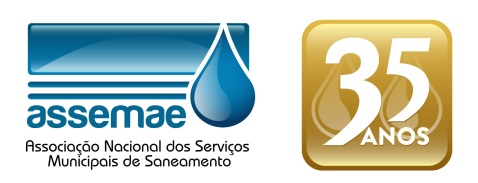 assemae
Associação Nacional dos Serviços
Municipais de Saneamento
35
ANOS